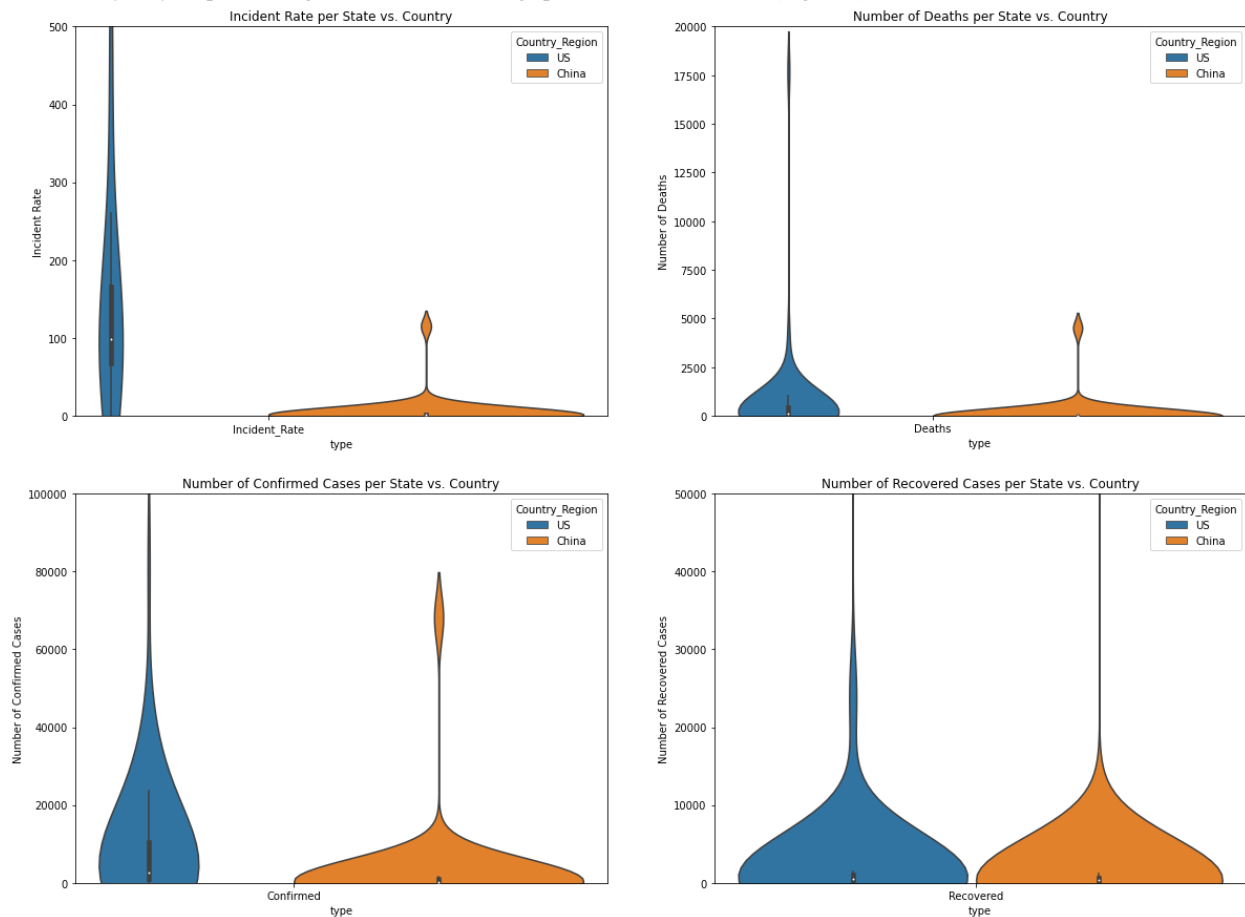 Incident Rate per State vs. Country
500
400
300
200
100
0
Incident Rate
Country_Region
US
China
Incident_Rate
type
Number of Deaths per State vs. Country
20000
17500
15000
12500
10000
7500
5000
2500
0
Number of Deaths
Country_Region
US
China
Deaths
type
Number of Confirmed Cases per State vs. Country
100000
80000
60000
40000
20000
0
Number of Confirmed Cases
Country_Region
US
China
Confirmed
type
Number of Recovered Cases per State vs. Country
50000
40000
30000
20000
10000
0
Number of Recovered Cases
Country_Region
US
China
Recovered
type